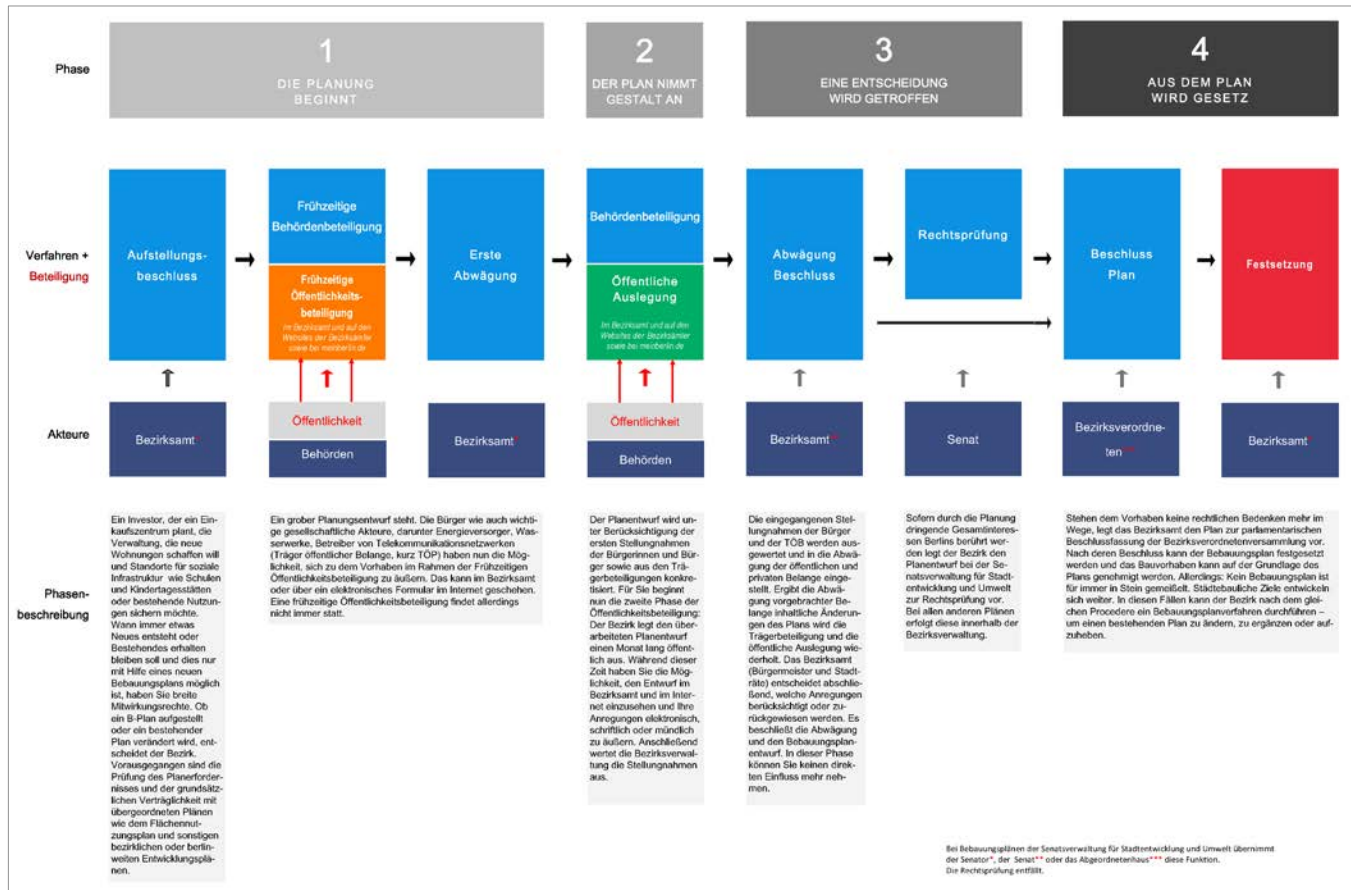 Phase
1
DIE PLANUNG
BEGINNT
2
DER PLAN NIMMT
GESTALT AN
3
EINE ENTSCHEIDUNG
WIRD GETROFFEN
4
AUS DEM PLAN
WIRD GESETZ
Verfahren +
Beteiligung
Aufstellungs-
beschluss
Frühzeitige
Behördenbeteiligung
Frühzeitige
Öffentlichkeits-
beteiligung
Im Bezirksamt und auf den
Websites der Bezirksämter
sowie bei meinberlin.de
Erste
Abwägung
Behördenbeteiligung
Öffentliche
Auslegung
Im Bezirksamt und auf den
Websites der Bezirksämter
sowie bei meinberlin.de
Abwägung
Beschluss
Rechtsprüfung
Beschluss
Plan
Festsetzung
Akteure
Bezirksamt*
Öffentlichkeit
Behörden
Bezirksamt*
Öffentlichkeit
Behörden
Bezirksamt**
Senat
Bezirksverordne-
ten***
Bezirksamt*
Phasen-
beschreibung
Ein Investor, der ein Ein-
kaufszentrum plant, die
Verwaltung, die neue
Wohnungen schaffen will
und Standorte für soziale
Infrastruktur wie Schulen
und Kindertagesstätten
oder bestehende Nutzun-
gen sichern möchte.
Wann immer etwas
Neues entsteht oder
Bestehendes erhalten
bleiben soll und dies nur
mit Hilfe eines neuen
Bebauungsplans möglich
ist, haben Sie breite
Mitwirkungsrechte. Ob
ein B-Plan aufgestellt
oder ein bestehender
Plan verändert wird, ent-
scheidet der Bezirk.
Vorausgegangen sind die
Prüfung des Planerforder-
nisses und der grundsätz-
lichen Verträglichkeit mit
übergeordneten Plänen
wie dem Flächennut-
zungsplan und sonstigen
bezirklichen oder berlin-
weiten Entwicklungsplä-
nen.
Ein grober Planungsentwurf steht. Die Bürger wie auch wichti-
ge gesellschaftliche Akteure, darunter Energieversorger, Was-
serwerke, Betreiber von Telekommunikationsnetzwerken
(Träger öffentlicher Belange, kurz TÖP) haben nun die Mög-
lichkeit, sich zu dem Vorhaben im Rahmen der Frühzeitigen
Öffentlichkeitsbeteiligung zu äußern. Das kann im Bezirksamt
oder über ein elektronisches Formular im Internet geschehen.
Eine frühzeitige Öffentlichkeitsbeteiligung findet allerdings
nicht immer statt.
Der Planentwurf wird un-
ter Berücksichtigung der
ersten Stellungnahmen
der Bürgerinnen und Bür-
ger sowie aus den Trä-
gerbeteiligungen konkre-
tisiert. Für Sie beginnt
nun die zweite Phase der
Öffentlichkeitsbeteiligung:
Der Bezirk legt den über-
arbeiteten Planentwurf
einen Monat lang öffent-
lich aus. Während dieser
Zeit haben Sie die Mög-
lichkeit, den Entwurf im
Bezirksamt und im Inter-
net einzusehen und Ihre
Anregungen elektronisch,
schriftlich oder mündlich
zu äußern. Anschließend
wertet die Bezirksverwal-
tung die Stellungnahmen
aus.
Die eingegangenen Stel-
lungnahmen der Bürger
und der TÖB werden aus-
gewertet und in die Abwä-
gung der öffentlichen und
privaten Belange einge-
stellt. Ergibt die Abwä-
gung vorgebrachter Be-
lange inhaltliche Änderun-
gen des Plans wird die
Trägerbeteiligung und die
öffentliche Auslegung wie-
derholt. Das Bezirksamt
(Bürgermeister und Stadt-
räte) entscheidet abschlie-
ßend, welche Anregungen
berücksichtigt oder zu-
rückgewiesen werden. Es
beschließt die Abwägung
und den Bebauungsplan-
entwurf. In dieser Phase
können Sie keinen direk-
ten Einfluss mehr neh-
men.
Sofern durch die Planung
dringende Gesamtinteres-
sen Berlins berührt wer-
den legt der Bezirk den
Planentwurf bei der Se-
natsverwaltung für Stadt-
entwicklung und Umwelt
zur Rechtsprüfung vor.
Bei allen anderen Plänen
erfolgt diese innerhalb der
Bezirksverwaltung.
Stehen dem Vorhaben keine rechtlichen Bedenken mehr im
Wege, legt das Bezirksamt den Plan zur parlamentarischen
Beschlussfassung der Bezirksverordnetenversammlung vor.
Nach deren Beschluss kann der Bebauungsplan festgesetzt
werden und das Bauvorhaben kann auf der Grundlage des
Plans genehmigt werden. Allerdings: Kein Bebauungsplan ist
für immer in Stein gemeißelt. Städtebauliche Ziele entwickeln
sich weiter. In diesen Fällen kann der Bezirk nach dem glei-
chen Procedere ein Bebauungsplanverfahren durchführen –
um einen bestehenden Plan zu ändern, zu ergänzen oder auf-
zuheben.
Bei Bebauungsplänen der Senatsverwaltung für Stadtentwicklung und Umwelt übernimmt
der Senator*, der Senat** oder das Abgeordnetenhaus*** diese Funktion.
Die Rechtsprüfung entfällt.